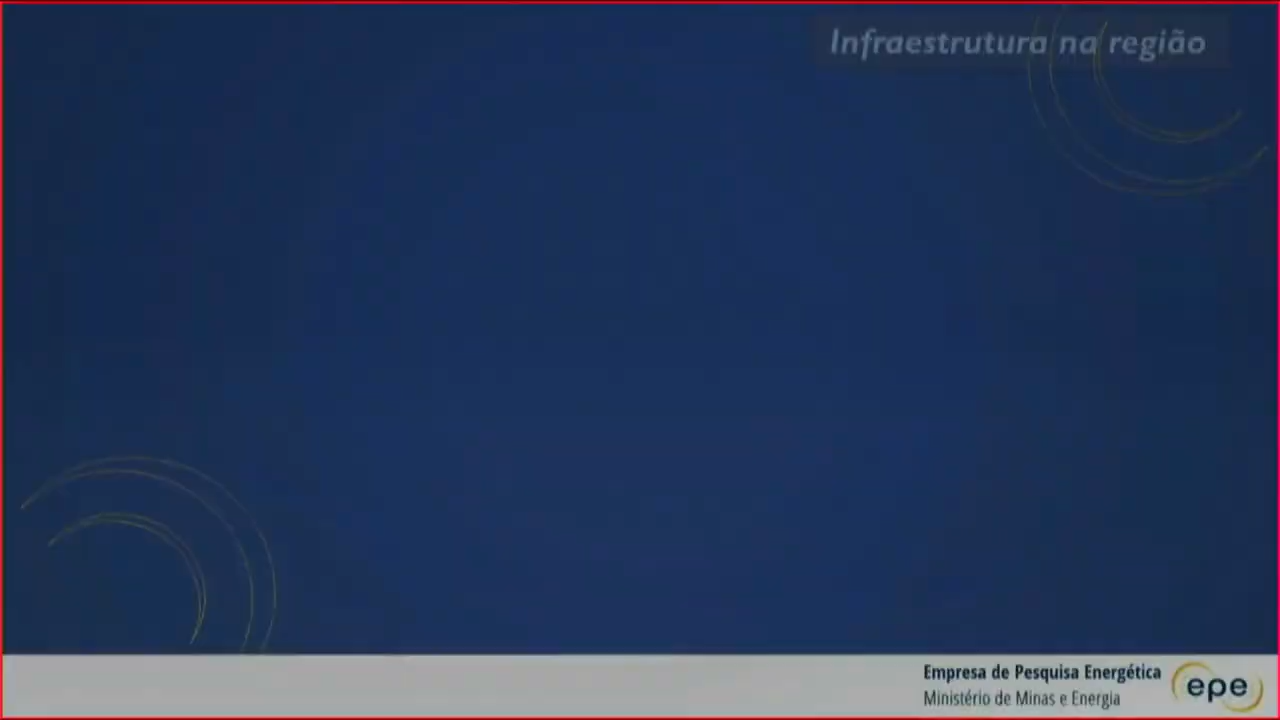 Infraestrutura na região
Empresa de Pesquisa Energética
Ministério de Minas e Energia
epe